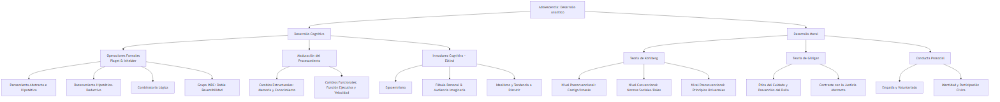 Adolescencia: Desarrollo
Analítico
Desarrollo Cognitivo
Desarrollo Moral
Operaciones Formales
Piaget & Inhelder
Maduración del
Procesamiento
Inmadurez Cognitiva -
Elkind
Teoría de Kohlberg
Teoría de Gilligan
Conducta Prosocial
Pensamiento Abstracto e
Hipotético
Razonamiento Hipotético-
Deductivo
Combinatoria Lógica
Grupo INRC: Doble
Reversibilidad
Cambios Estructurales:
Memoria y Conocimiento
Cambios Funcionales:
Función Ejecutiva y
Velocidad
Egocentrismo
Fábula Personal &
Audiencia Imaginaria
Idealismo y Tendencia a
Discutir
Nivel Preconvencional:
Castigo/Interés
Nivel Convencional:
Normas Sociales/Roles
Nivel Posconvencional:
Principios Universales
Ética del Cuidado y
Prevención del Daño
Contraste con la Justicia
Abstracta
Empatía y Voluntariado
Identidad y Participación
Cívica